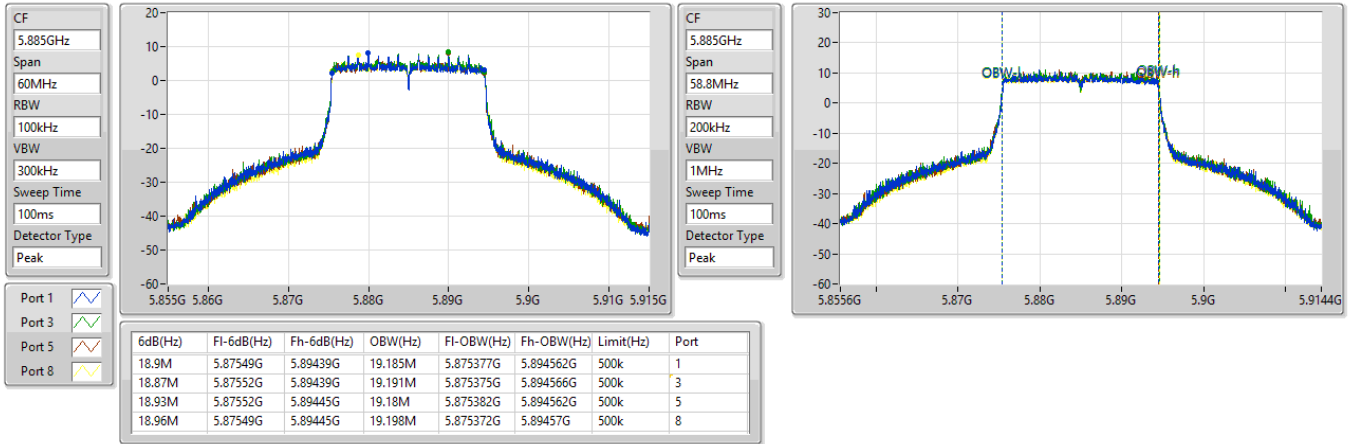 CF
5.885GHz
Span
60MHz
RBW
100kHz
VBW
300kHz
Sweep Time
100ms
Detector Type
Peak
20
10
0
-10
-20
-30
-40
-50
-60
5.855G 5.86G 5.87G 5.88G 5.89G 5.9G 5.91G 5.915G
CF
5.885GHz
Span
58.8MHz
RBW
200kHz
VBW
1MHz
Sweep Time
100ms
Detector Type
Peak
30
20
10
0
-10
-20
-30
-40
-50
-60
OBW-l OBW-h
5.8556G 5.87G 5.88G 5.89G 5.9G 5.9144G
Port 1
Port 3
Port 5
Port 8
6dB(Hz) Fl-6dB(Hz) Fh-6dB(Hz) OBW(Hz) Fl-OBW(Hz) Fh-OBW(Hz) Limit(Hz) Port
18.9M 5.87549G 5.89439G 19.185M 5.875377G 5.894562G 500k 1
18.87M 5.87552G 5.89439G 19.191M 5.875375G 5.894566G 500k 3
18.93M 5.87552G 5.89445G 19.18M 5.875382G 5.894562G 500k 5
18.96M 5.87549G 5.89445G 19.198M 5.875372G 5.89457G 500k 8